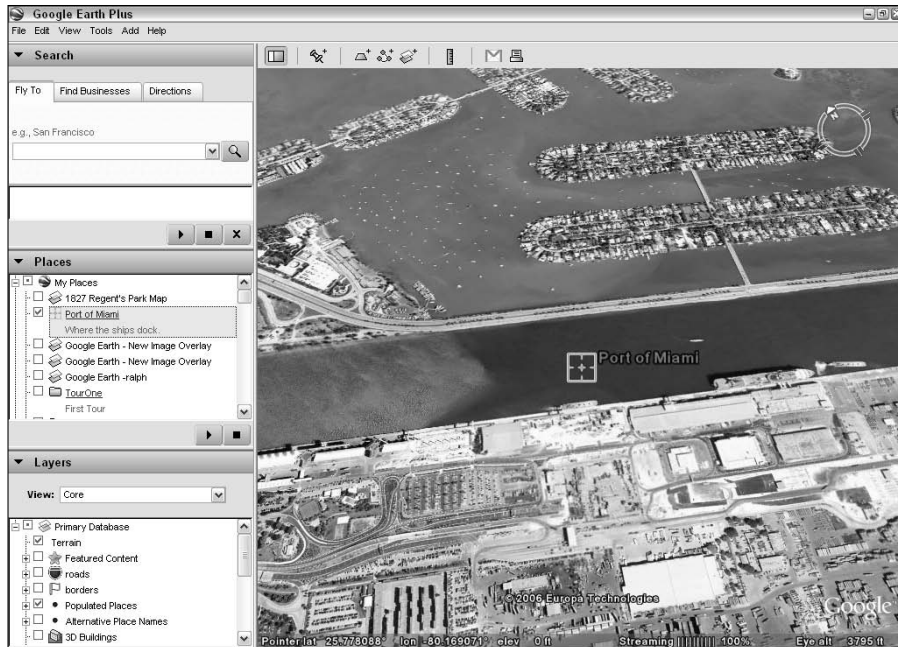 Google Earth Plus
File Edit View Tools Add Help
Search
Fly To Find Businesses Directions
e.g., San Francisco
Places
My Places
1827 Regent's Park Map
Port of Miami
Where the ships dock.
Google Earth - New Image Overlay
Google Earth - New Image Overlay
Google Earth -ralph
TourOne
First Tour
Layers
View: Core
Primary Database
Terrain
Featured Content
roads
borders
Populated Places
Alternative Place Names
3D Buildings
N
Port of Miami
© 2006 Europa Technologies
Google
Pointer lat 25.778088° lon -80.169071° elev 0 ft Streaming |||||||||| 100% Eye alt 3795 ft